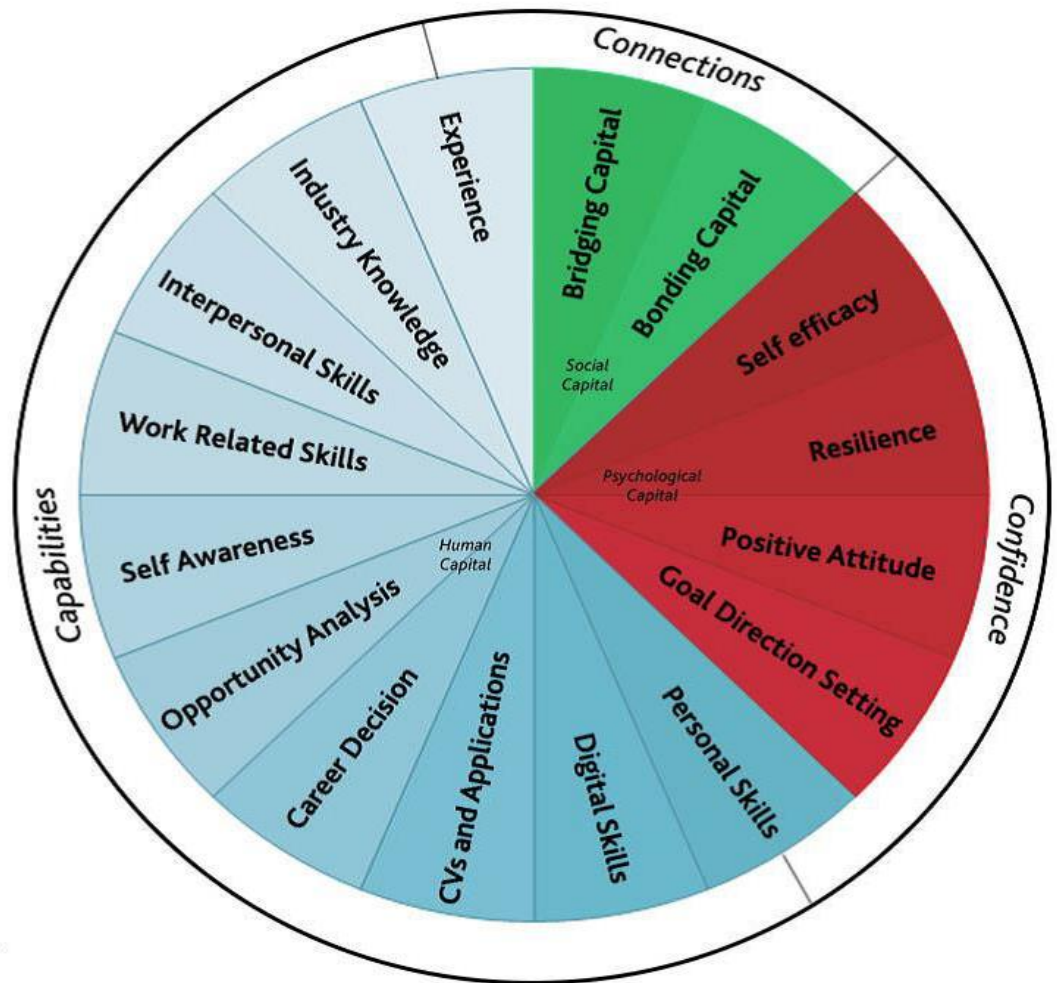 Connections
Bridging Capital
Bonding Capital
Social
Capital
Self efficacy
Resilience
Psychological
Capital
Positive Attitude
Goal Direction Setting
Confidence
Personal Skills
Digital Skills
CVs and Applications
Career Decision
Opportunity Analysis
Self Awareness
Human
Capital
Capabilities
Work Related Skills
Interpersonal Skills
Industry Knowledge
Experience